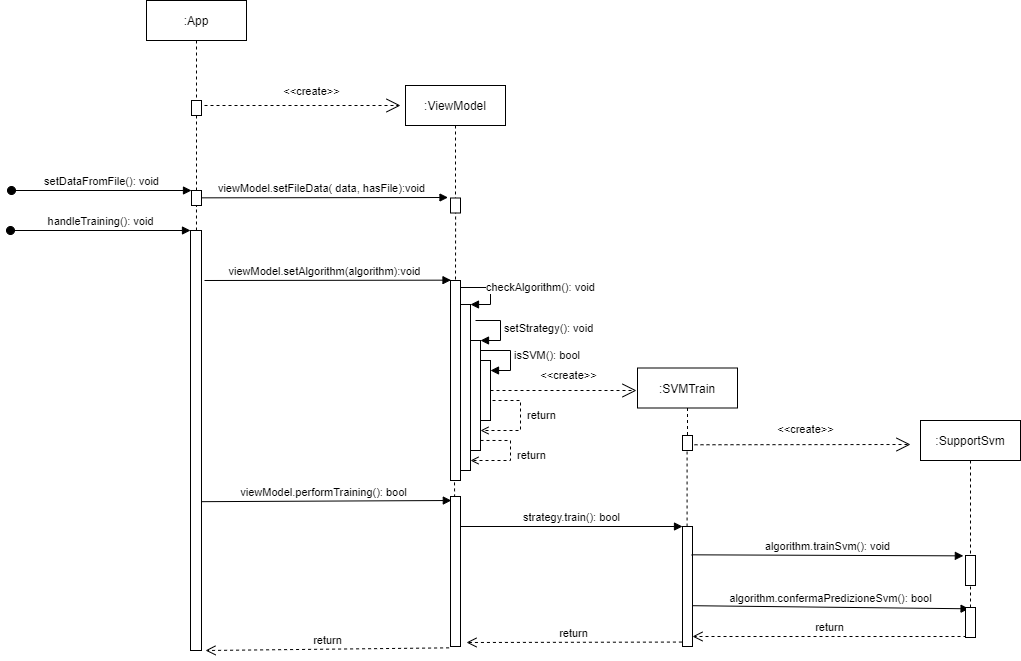 :App
<<create>>
:ViewModel
setDataFromFile(): void
viewModel.setFileData( data, hasFile):void
handleTraining(): void
viewModel.setAlgorithm(algorithm):void
checkAlgorithm(): void
setStrategy(): void
isSVM(): bool
<<create>>
:SVMTrain
return
<<create>>
:SupportSvm
return
viewModel.performTraining(): bool
strategy.train(): bool
algorithm.trainSvm(): void
algorithm.confermaPredizioneSvm(): bool
return
return
return